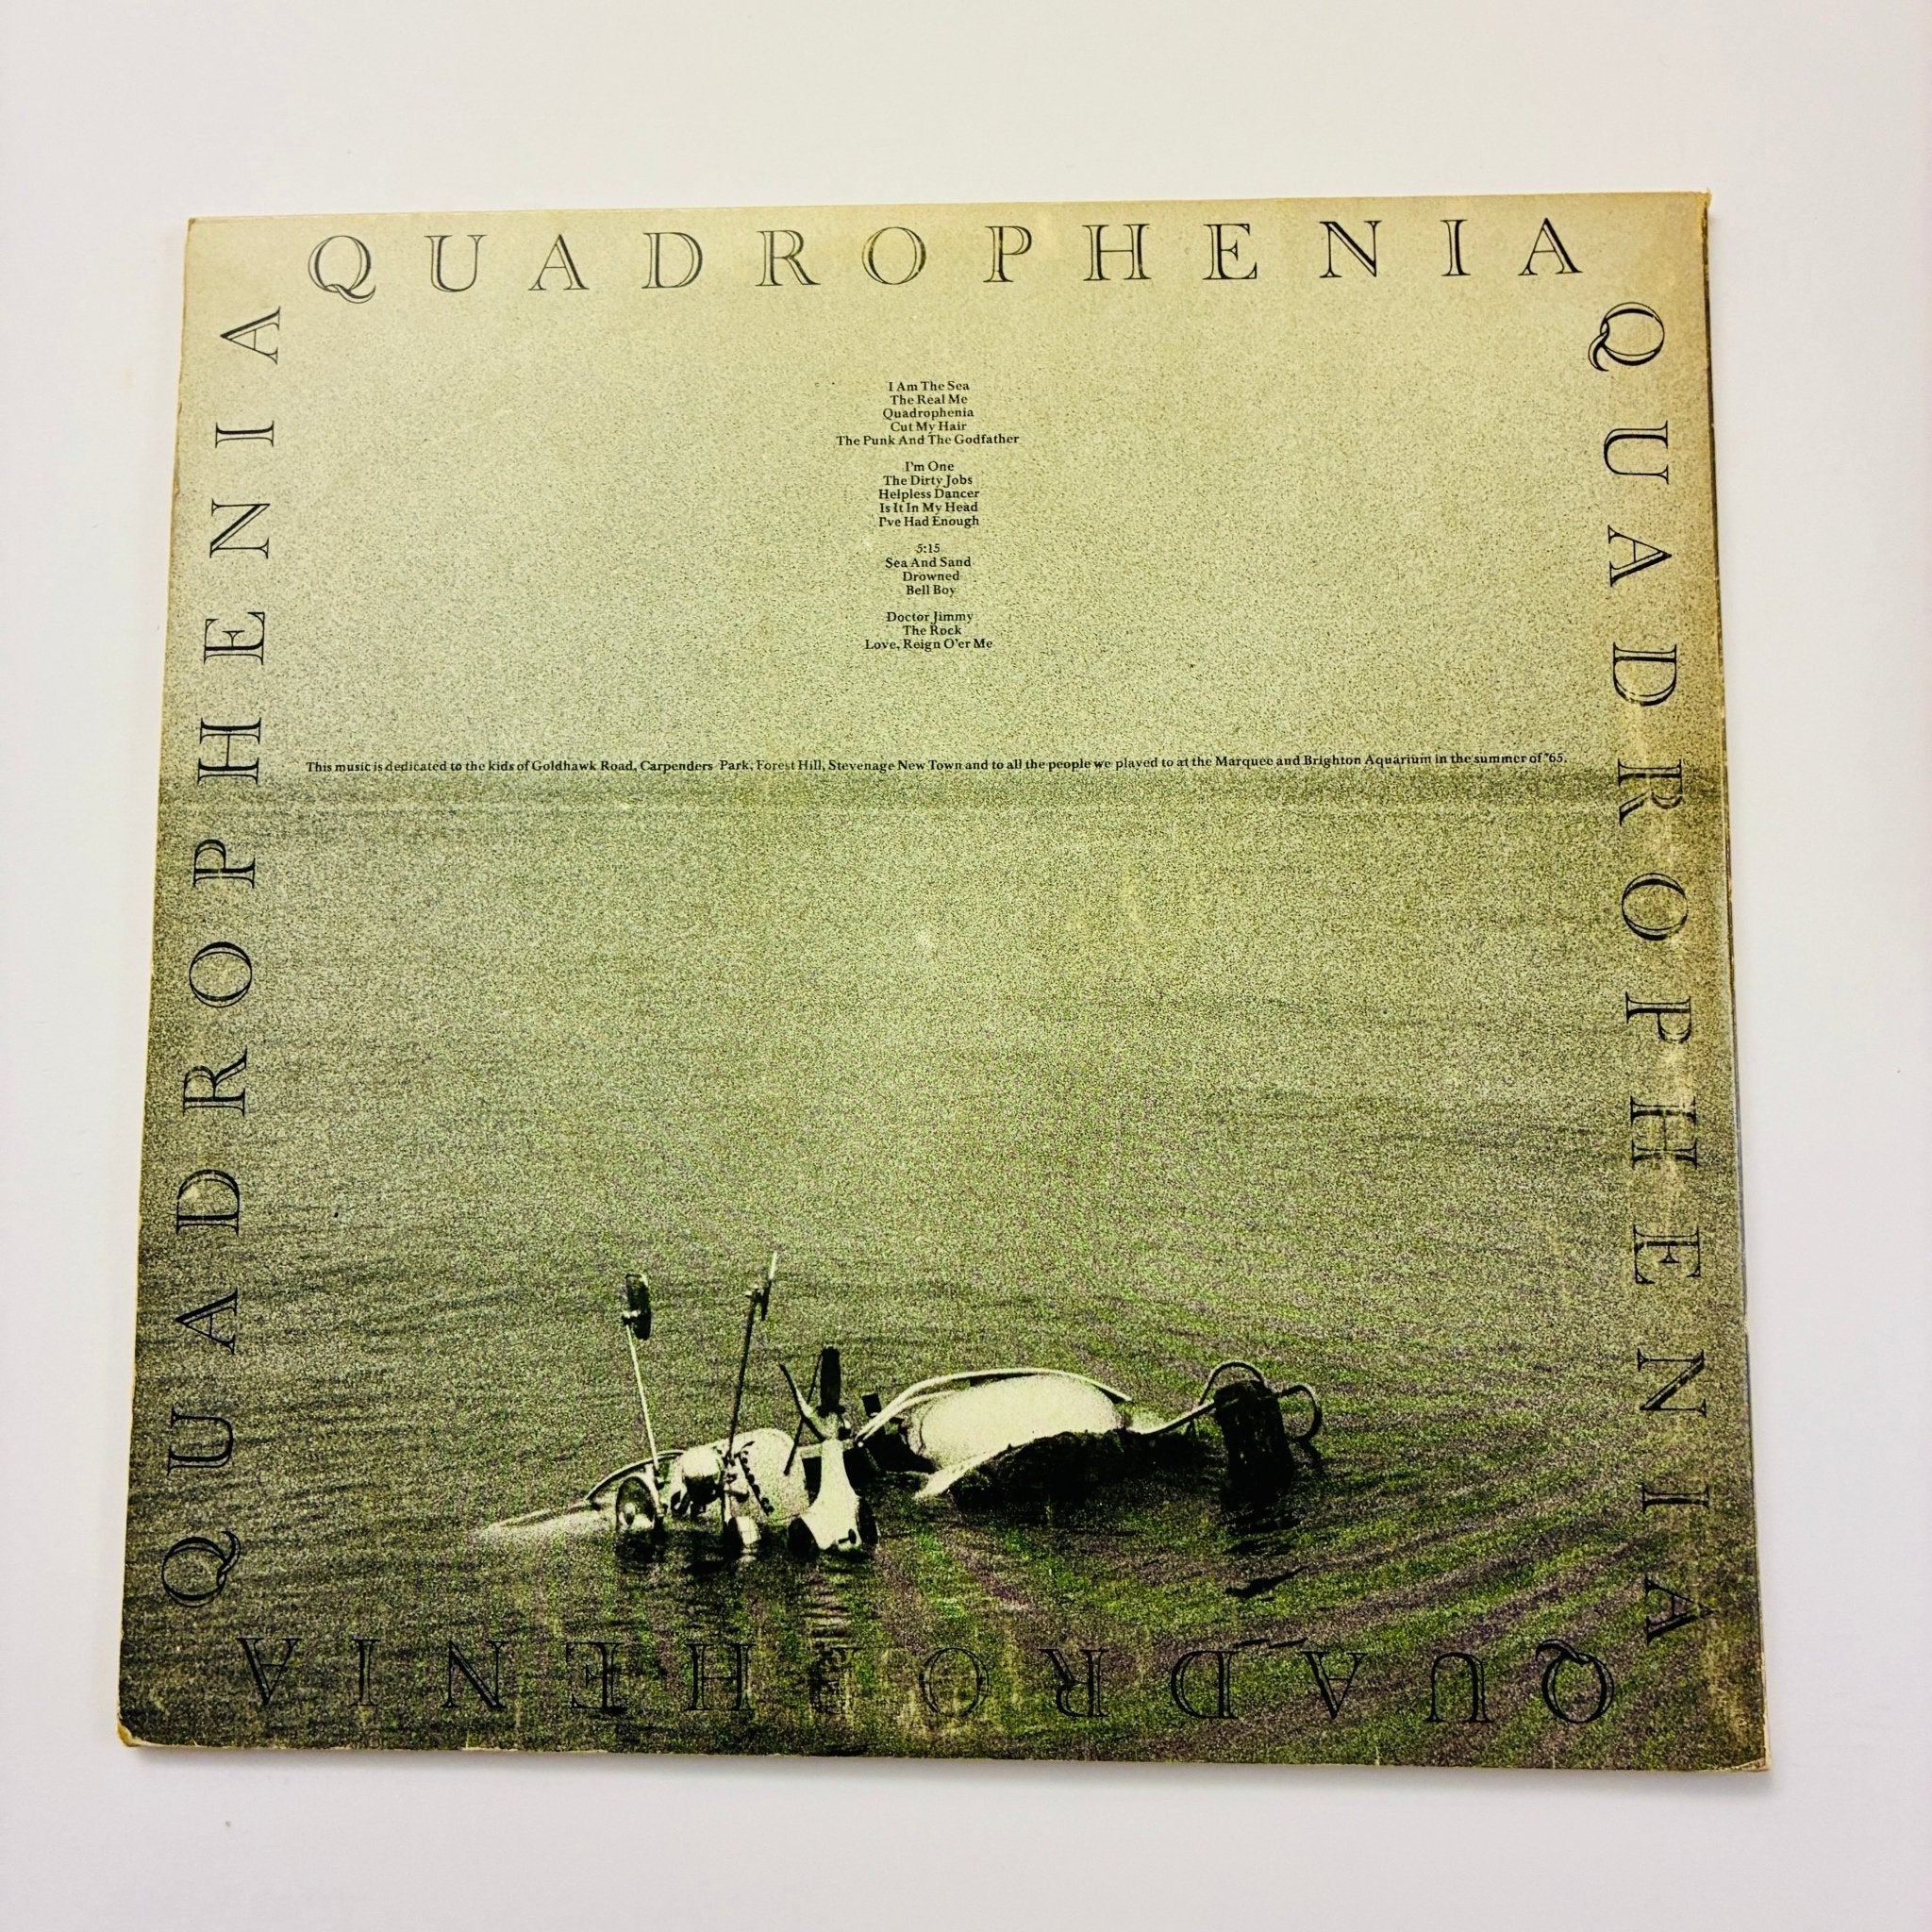 QUADROPHENIA
QUADROPHENIA
QUADROPHENIA
I Am The Sea
The Real Me
Quadrophenia
Cut My Hair
The Punk And The Godfather
I'm One
The Dirty Jobs
Helpless Dancer
Is It In My Head
I've Had Enough
5:15
Sea And Sand
Drowned
Bell Boy
Doctor Jimmy
The Rock
Love, Reign O'er Me
This music is dedicated to the kids of Goldhawk Road, Carpenders Park, Forest Hill, Stevenage New Town and to all the people we played to at the Marquee and Brighton Aquarium in the summer of '65.
QUADROPHENIA